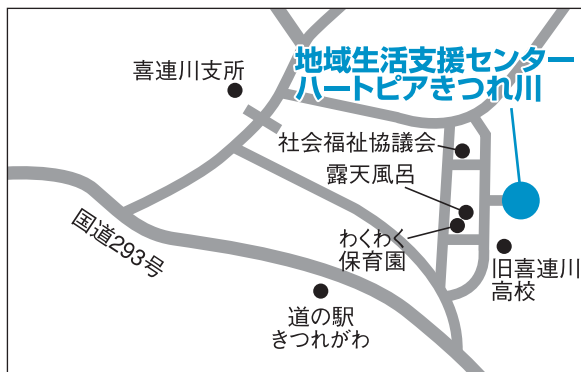 地域生活支援センター
ハートピアきつれ川
喜連川支所
社会福祉協議会
露天風呂
わくわく
保育園
国道293号
旧喜連川
高校
道の駅
きつれがわ